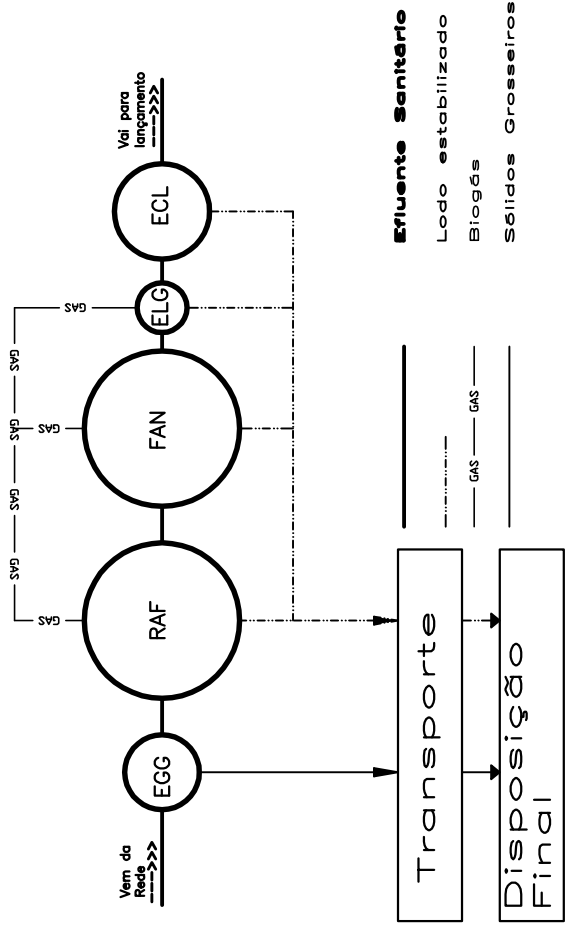 Vem da
Rede
---->>>
EGG
RAF
FAN
ELG
ECL
Vai para
lançamento
---->>>
GAS
GAS
GAS
GAS
GAS
GAS
GAS
Transporte
Disposição
Final
Efluente Sanitário
Lodo estabilizado
GAS GAS
Biogás
Sólidos Grosseiros